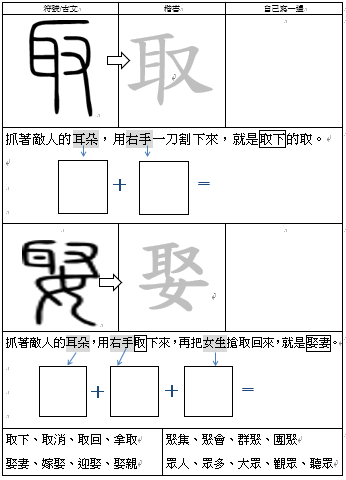 符號/古文 楷書 自己寫一遍
取 取
抓著敵人的耳朵，用右手一刀割下來，就是取下的取。
＋ ＝
娶 娶
抓著敵人的耳朵，用右手取下來，再把女生搶取回來，就是娶妻。
＋ ＋ ＝
取下、取消、取回、拿取
娶妻、嫁娶、迎娶、娶親
聚集、聚會、群聚、團聚
眾人、眾多、大眾、觀眾、聽眾